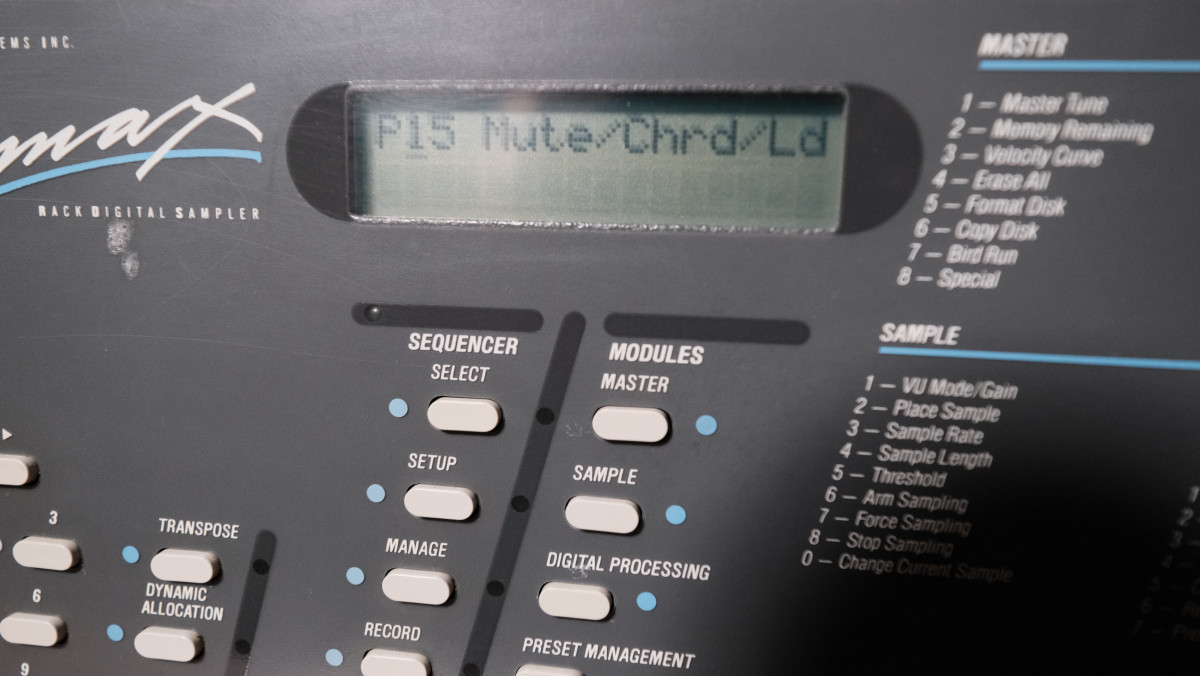 EMS INC.
max
RACK DIGITAL SAMPLER
P15 Mute/Chrd/Ld
MASTER
1 – Master Tune
2 – Memory Remaining
3 – Velocity Curve
4 – Erase All
5 – Format Disk
6 – Copy Disk
7 – Bird Run
8 – Special
SAMPLE
1 – VU Mode/Gain
2 – Place Sample
3 – Sample Rate
4 – Sample Length
5 – Threshold
6 – Arm Sampling
7 – Force Sampling
8 – Stop Sampling
0 – Change Current Sample
SEQUENCER
SELECT
SETUP
MANAGE
RECORD
MODULES
MASTER
SAMPLE
DIGITAL PROCESSING
PRESET MANAGEMENT
3
6
9
TRANSPOSE
DYNAMIC
ALLOCATION